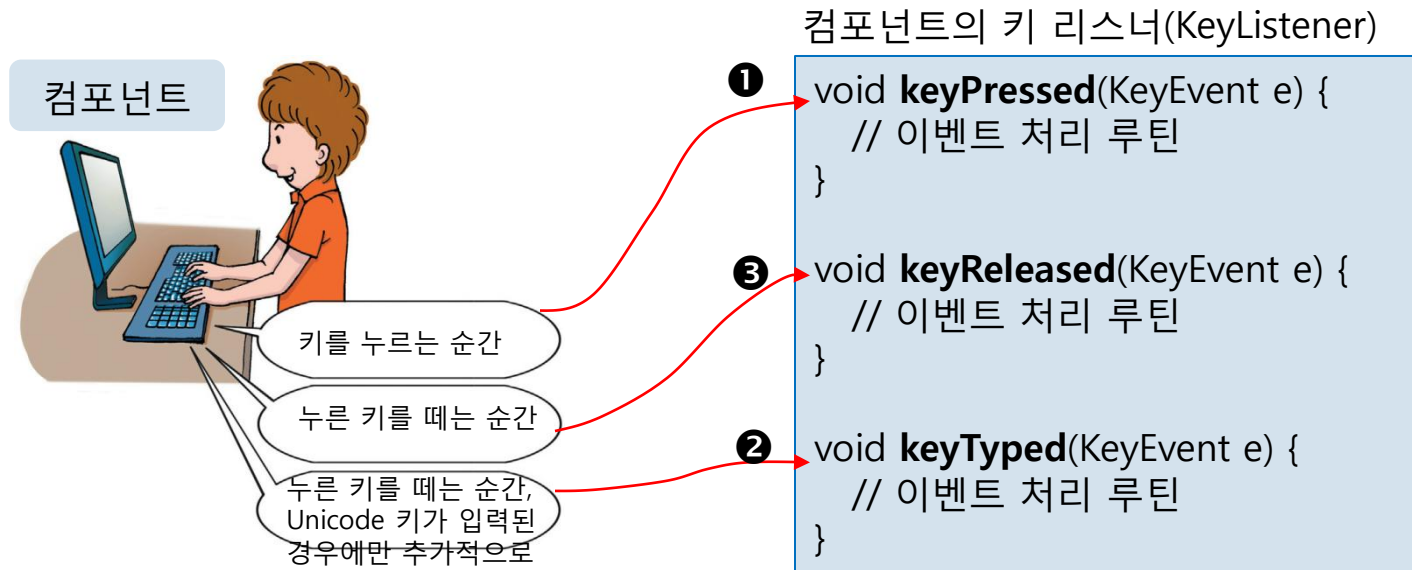 컴포넌트의 키 리스너(KeyListener)
컴포넌트
❶
void keyPressed(KeyEvent e) {
// 이벤트 처리 루틴
}
❸
void keyReleased(KeyEvent e) {
// 이벤트 처리 루틴
}
❷
void keyTyped(KeyEvent e) {
// 이벤트 처리 루틴
}
키를 누르는 순간
누른 키를 떼는 순간
누른 키를 떼는 순간,
Unicode 키가 입력된
경우에만 추가적으로